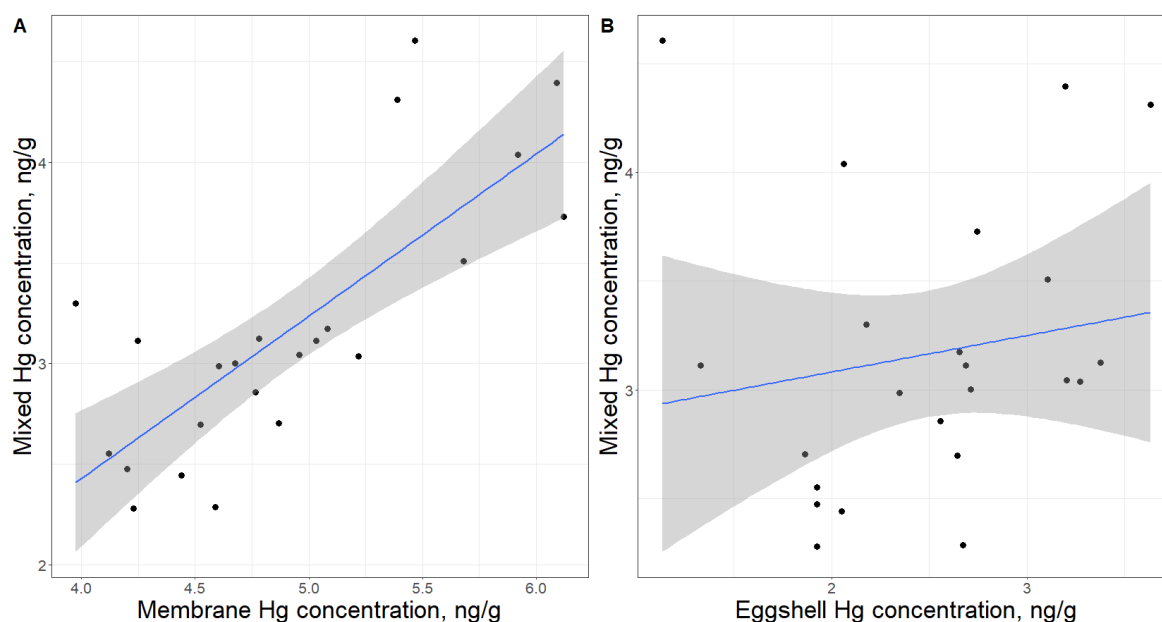 A
Mixed Hg concentration, ng/g
4
3
2
4.0 4.5 5.0 5.5 6.0
Membrane Hg concentration, ng/g
B
Mixed Hg concentration, ng/g
4
3
2 3
Eggshell Hg concentration, ng/g